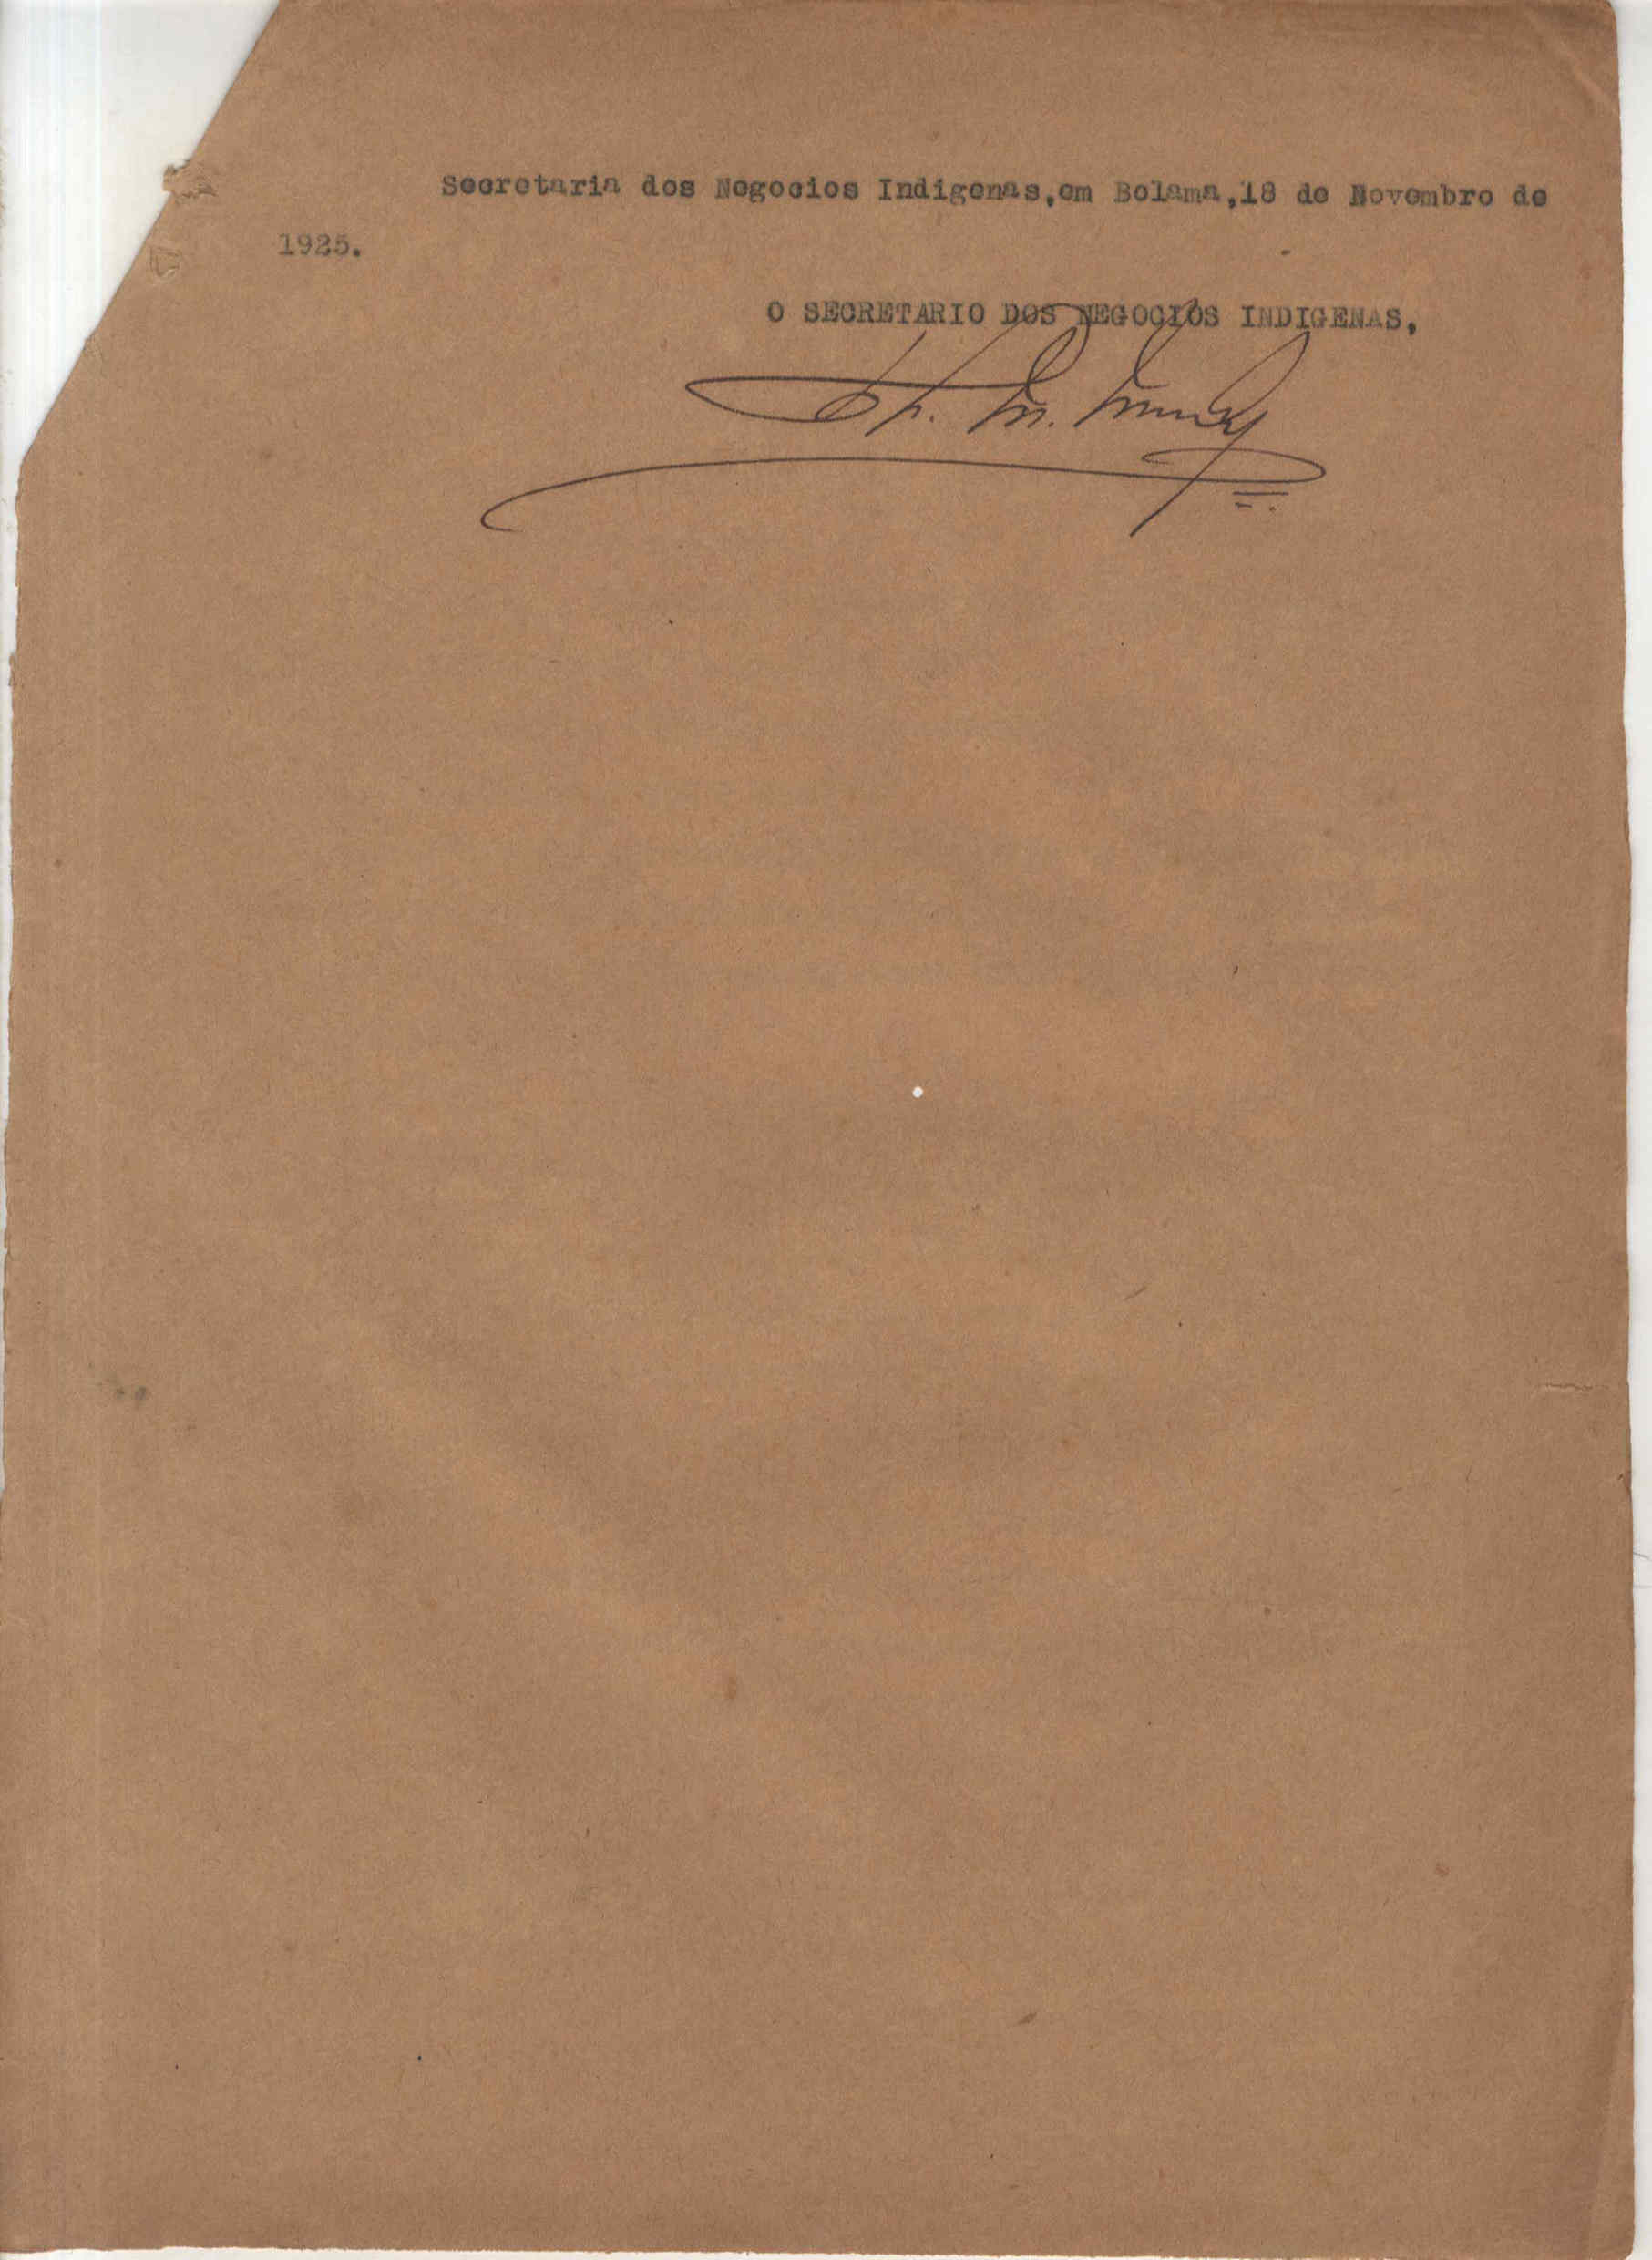 Secretaria dos Negocios Indigenas,em Bolama,18 de Novembro de
1925.
O SECRETARIO DOS NEGOCIOS INDIGENAS,